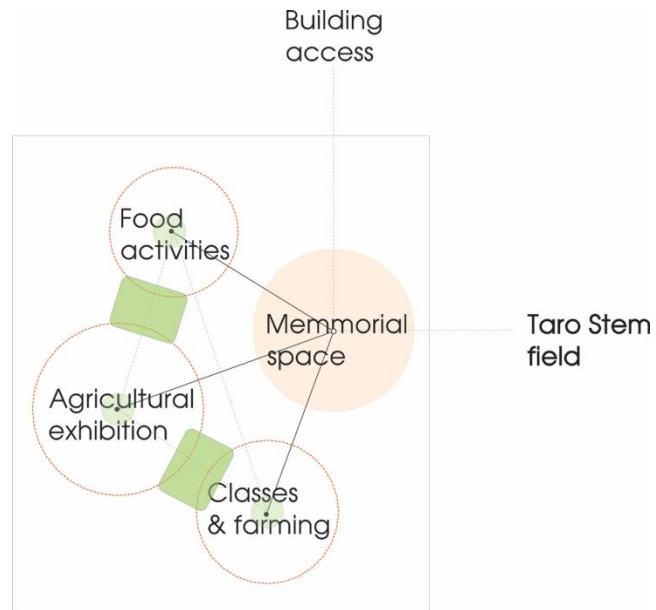 Building
access
Food
activities
Memmorial
space
Taro Stem
field
Agricultural
exhibition
Classes
& farming